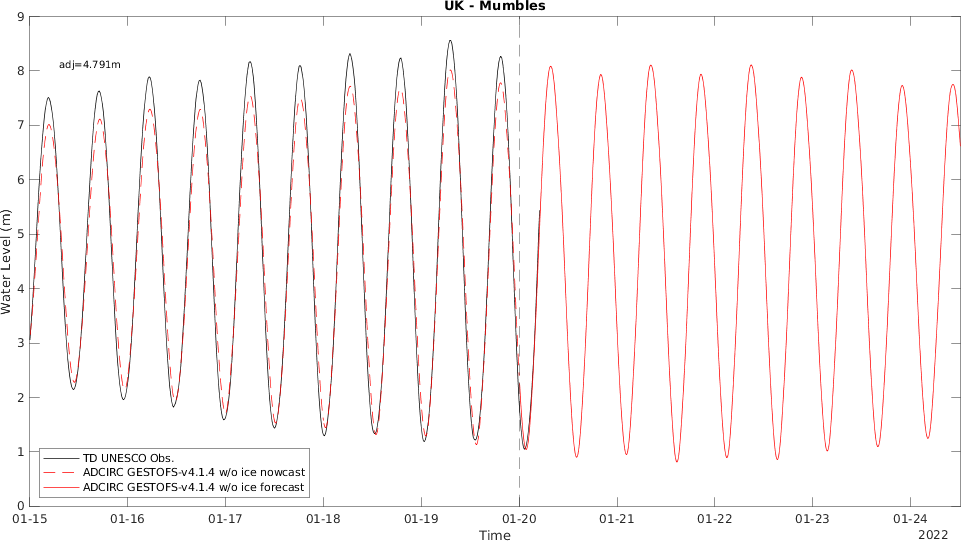 UK - Mumbles
9
8
7
6
5
4
3
2
1
0
adj=4.791m
Water Level (m)
TD UNESCO Obs.
ADCIRC GESTOFS-v4.1.4 w/o ice nowcast
ADCIRC GESTOFS-v4.1.4 w/o ice forecast
01-15 01-16 01-17 01-18 01-19 01-20 01-21 01-22 01-23 01-24
Time
2022